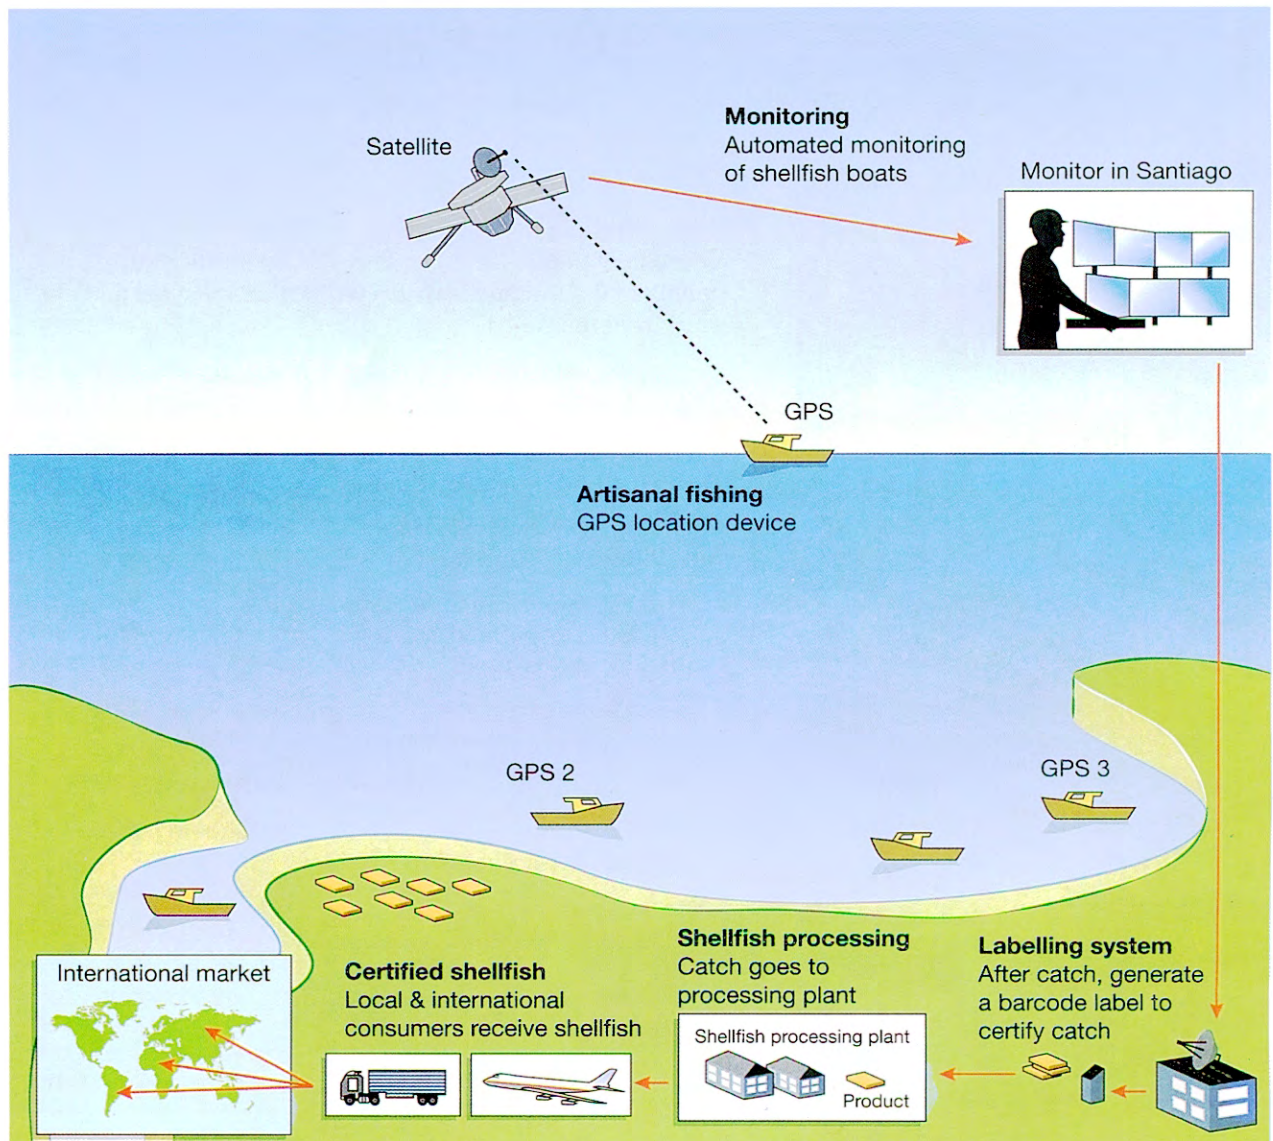 Monitoring
Automated monitoring
of shellfish boats
Satellite
Monitor in Santiago
GPS
Artisanal fishing
GPS location device
GPS 2
GPS 3
Labelling system
After catch, generate
a barcode label to
certify catch
Shellfish processing
Catch goes to
processing plant
Shellfish processing plant
Product
Certified shellfish
Local & international
consumers receive shellfish
International market